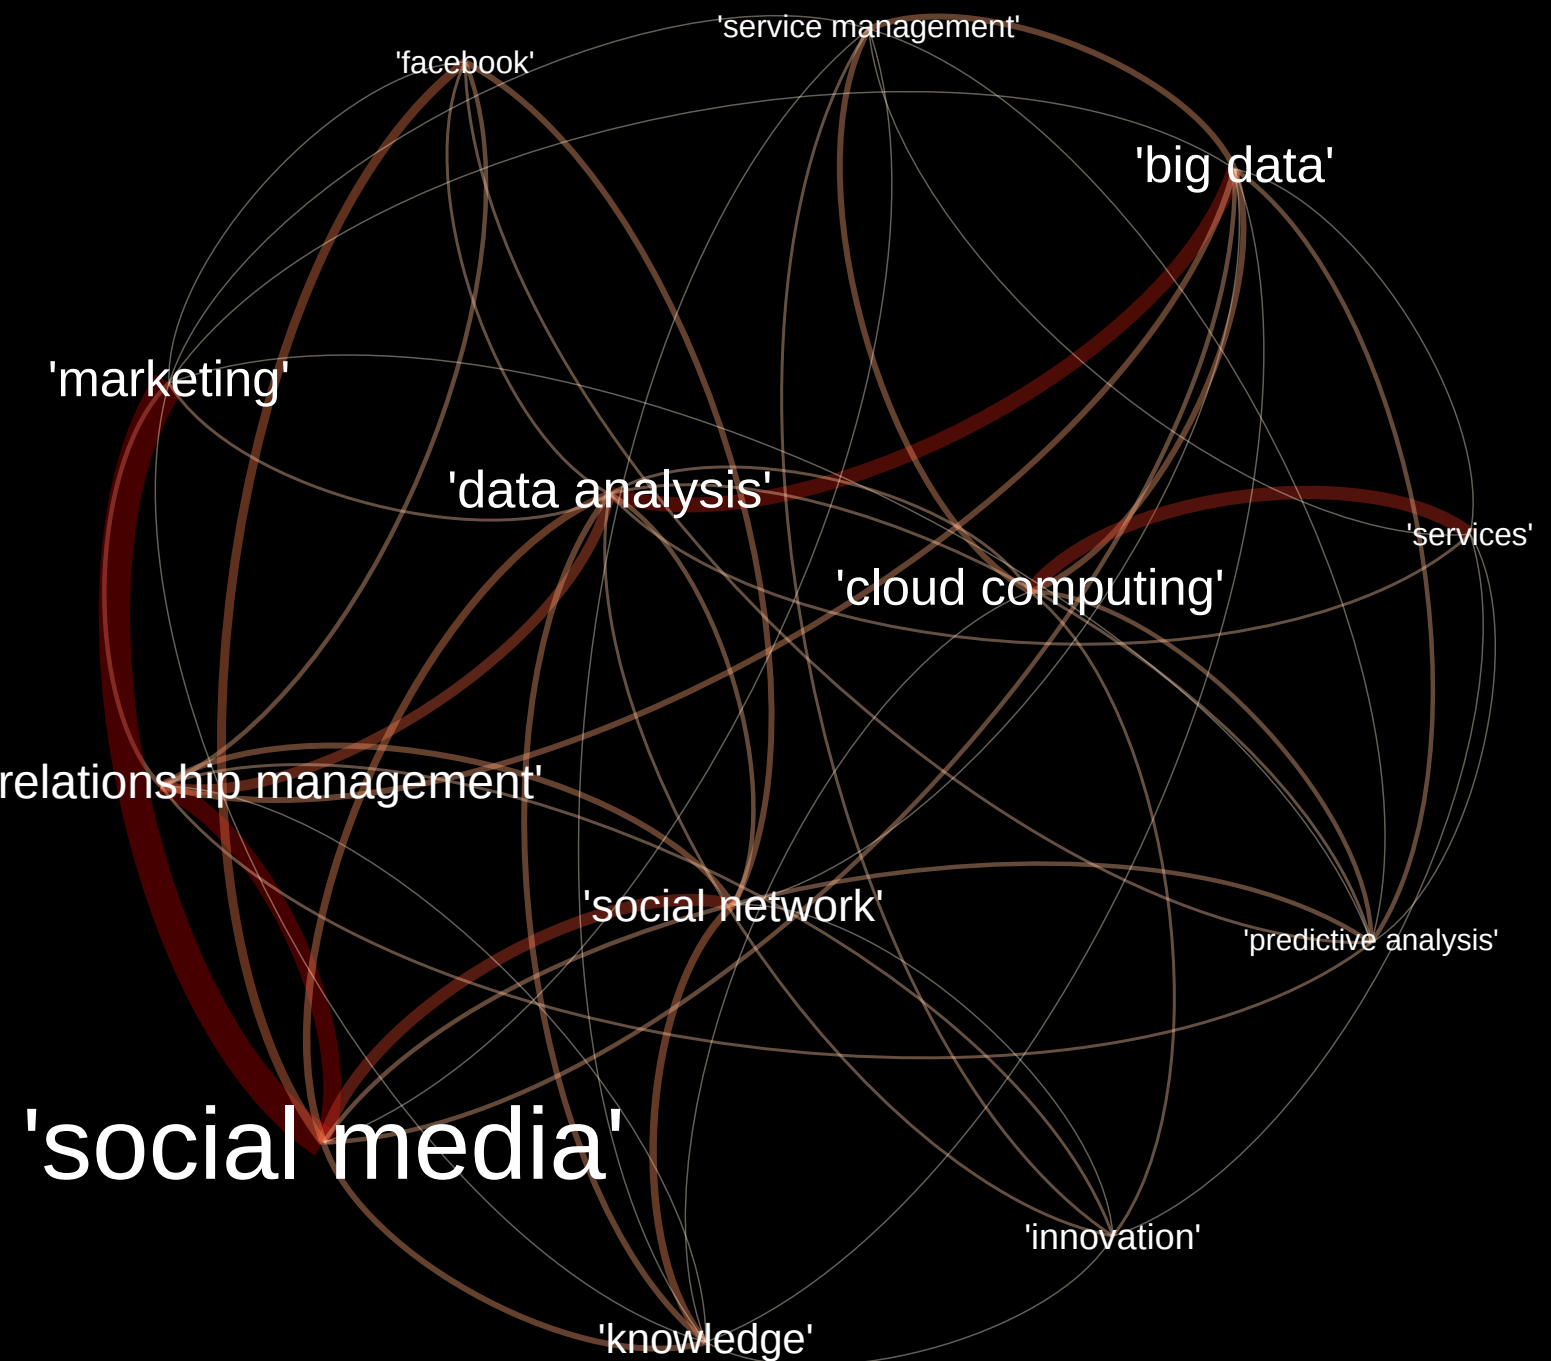 'service management'
'facebook'
'big data'
'marketing'
'data analysis'
'services'
'cloud computing'
relationship management'
'social network'
'predictive analysis'
'social media'
'innovation'
'knowledge'